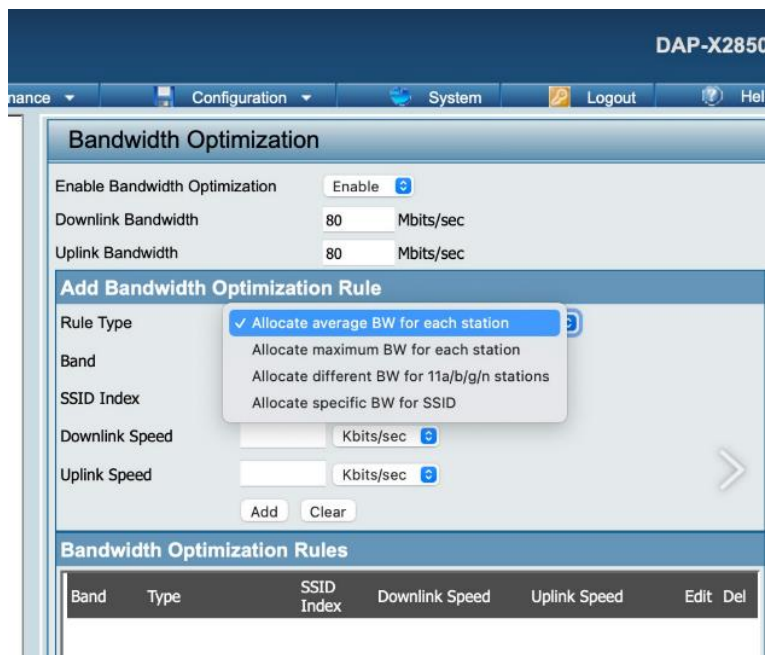 DAP-X2850
nance Configuration System Logout Hel
Bandwidth Optimization
Enable Bandwidth Optimization Enable
Downlink Bandwidth 80 Mbits/sec
Uplink Bandwidth 80 Mbits/sec
Add Bandwidth Optimization Rule
Rule Type ✓ Allocate average BW for each station
Allocate maximum BW for each station
Band
Allocate different BW for 11a/b/g/n stations
SSID Index Allocate specific BW for SSID
Downlink Speed Kbits/sec
Uplink Speed Kbits/sec
Add Clear
Bandwidth Optimization Rules
Band Type SSID Index Downlink Speed Uplink Speed Edit Del